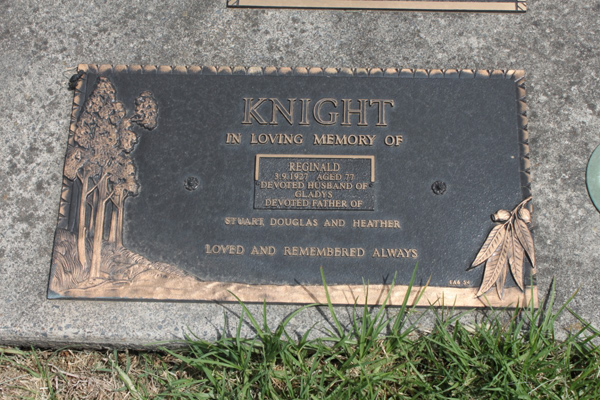 KNIGHT
IN LOVING MEMORY OF
REGINALD
3.9.1927 AGED 77
DEVOTED HUSBAND OF
GLADYS
DEVOTED FATHER OF
STUART, DOUGLAS AND HEATHER
LOVED AND REMEMBERED ALWAYS